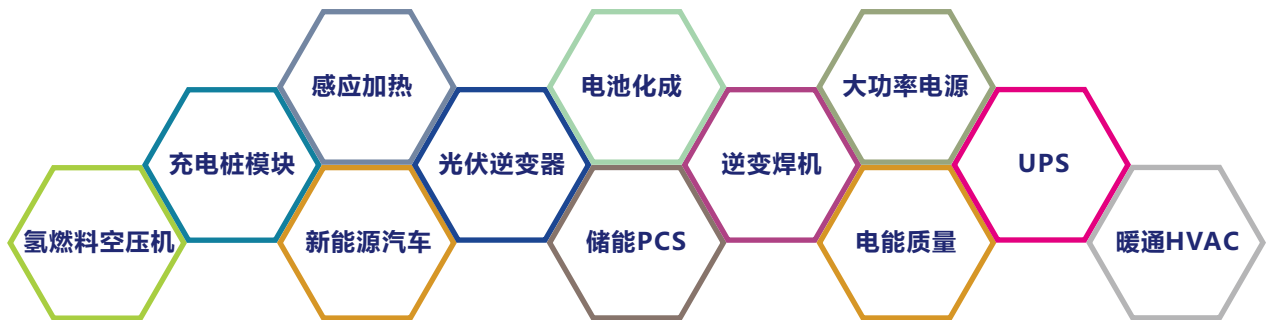 感应加热
电池化成
大功率电源
充电桩模块
光伏逆变器
逆变焊机
UPS
氢燃料空压机
新能源汽车
储能PCS
电能质量
暖通HVAC